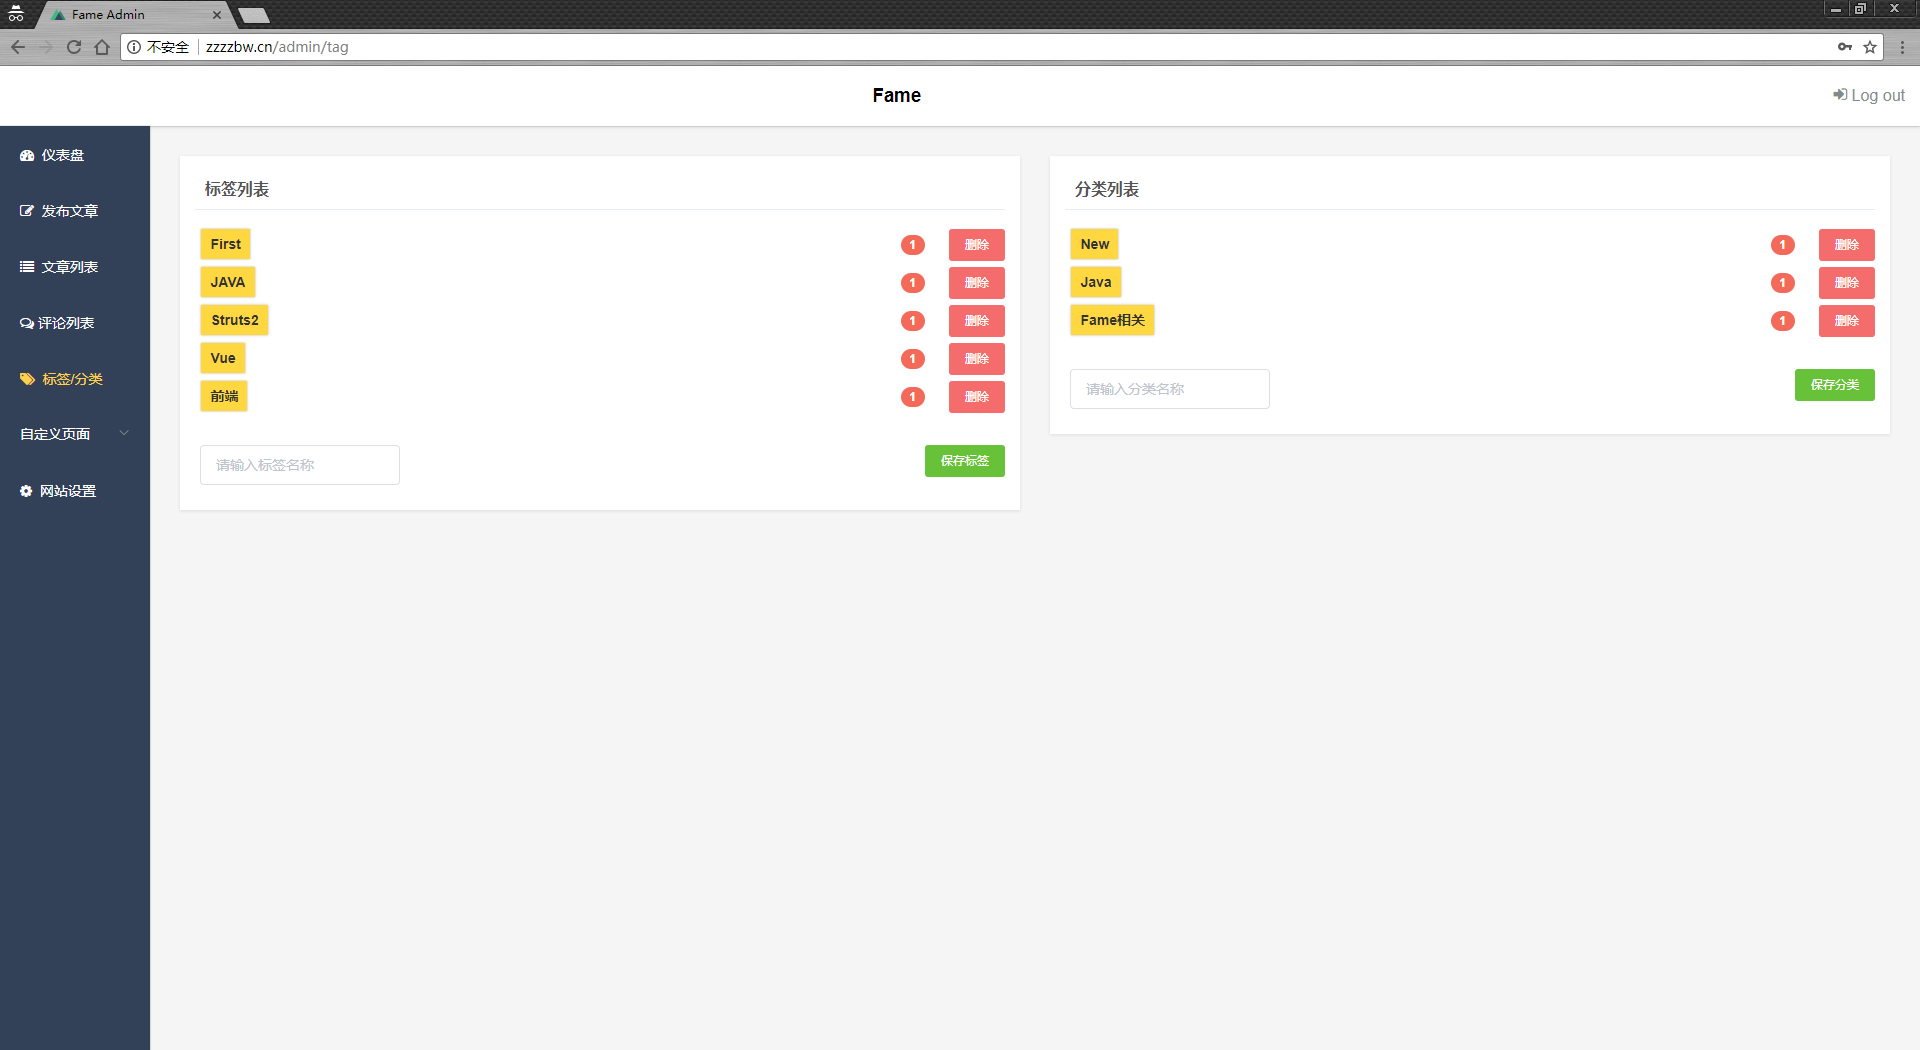 Fame Admin
不安全 zzzzbw.cn/admin/tag
Fame
Log out
仪表盘
发布文章
文章列表
评论列表
标签/分类
自定义页面
网站设置
标签列表
First 1 删除
JAVA 1 删除
Struts2 1 删除
Vue 1 删除
前端 1 删除
请输入标签名称 保存标签
分类列表
New 1 删除
Java 1 删除
Fame相关 1 删除
请输入分类名称 保存分类